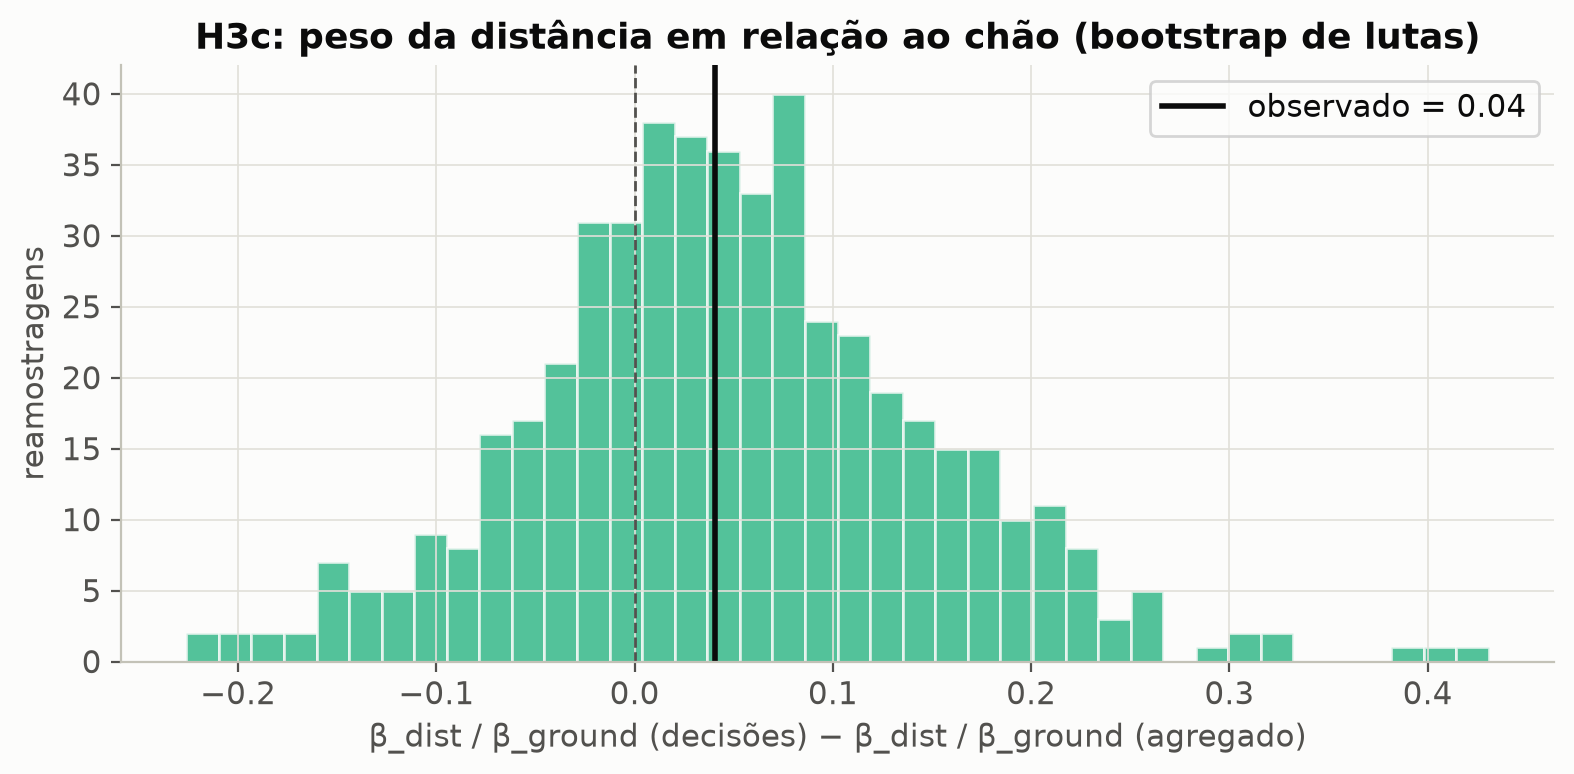 H3c: peso da distância em relação ao chão (bootstrap de lutas)
observado = 0.04
reamostragens
40
35
30
25
20
15
10
5
0
−0.2 −0.1 0.0 0.1 0.2 0.3 0.4
β_dist / β_ground (decisões) − β_dist / β_ground (agregado)